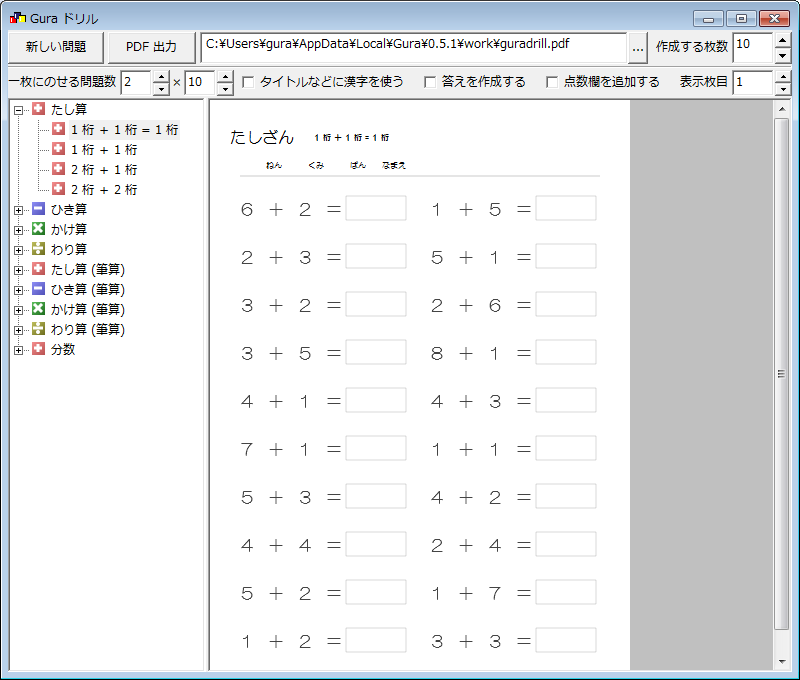 Gura ドリル
新しい問題 PDF 出力 C:¥Users¥gura¥AppData¥Local¥Gura¥0.5.1¥work¥guradrill.pdf ... 作成する枚数 10
一枚にのせる問題数 2 × 10 タイトルなどに漢字を使う 答えを作成する 点数欄を追加する 表示枚目 1
たし算
1 桁 + 1 桁 = 1 桁
1 桁 + 1 桁
2 桁 + 1 桁
2 桁 + 2 桁
ひき算
かけ算
わり算
たし算 (筆算)
ひき算 (筆算)
かけ算 (筆算)
わり算 (筆算)
分数
たしざん 1 桁 + 1 桁 = 1 桁
ねん くみ ばん なまえ
6 + 2 = 1 + 5 =
2 + 3 = 5 + 1 =
3 + 2 = 2 + 6 =
3 + 5 = 8 + 1 =
4 + 1 = 4 + 3 =
7 + 1 = 1 + 1 =
5 + 3 = 4 + 2 =
4 + 4 = 2 + 4 =
5 + 2 = 1 + 7 =
1 + 2 = 3 + 3 =